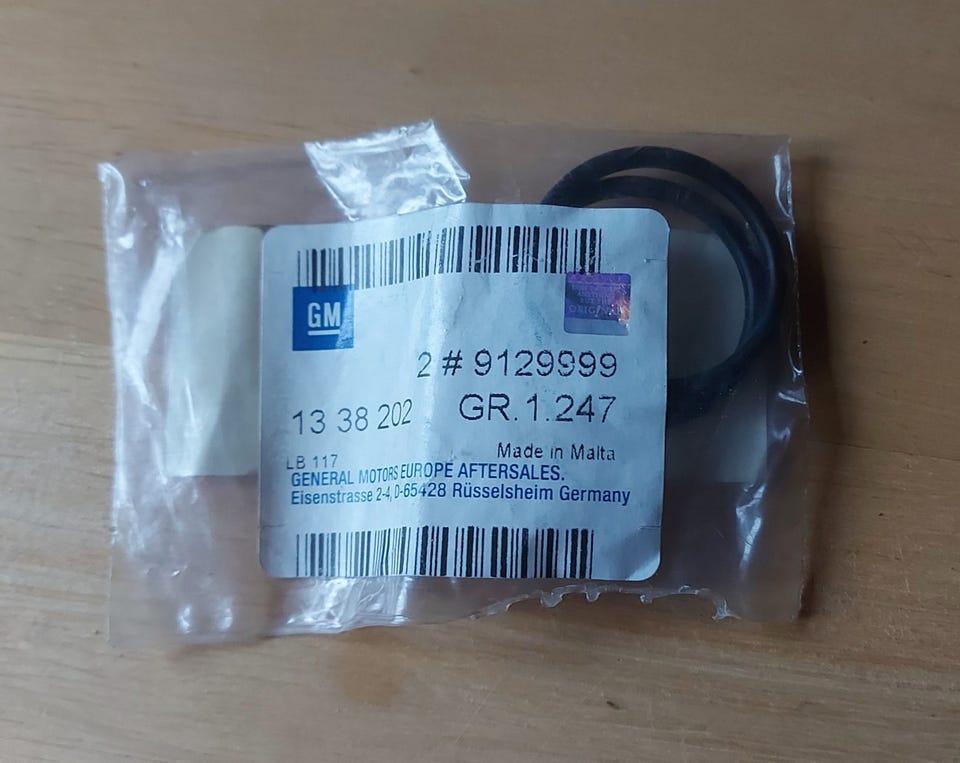 GM
ORIGINAL
2 # 9129999
13 38 202
GR. 1.247
LB 117
Made in Malta
GENERAL MOTORS EUROPE AFTERSALES.
Eisenstrasse 2-4, D-65428 Rüsselsheim Germany